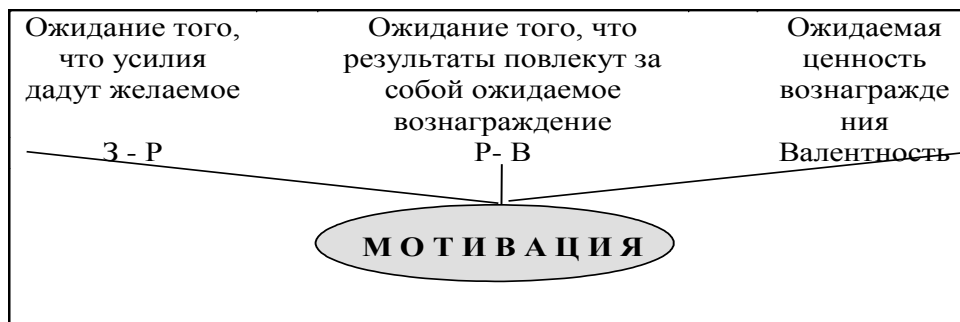 Ожидание того,
что усилия
дадут желаемое
З - Р
Ожидание того, что
результаты повлекут за
собой ожидаемое
вознаграждение
Р- В
Ожидаемая
ценность
вознагражде
ния
Валентность
М О Т И В А Ц И Я